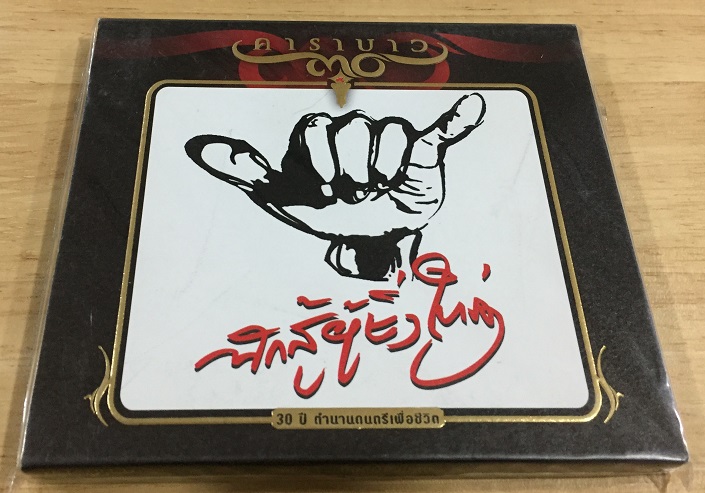 คาราบาว
๓๐
นักสู้ผู้ยิ่งใหญ่
30 ปี ตำนานดนตรีเพื่อชีวิต